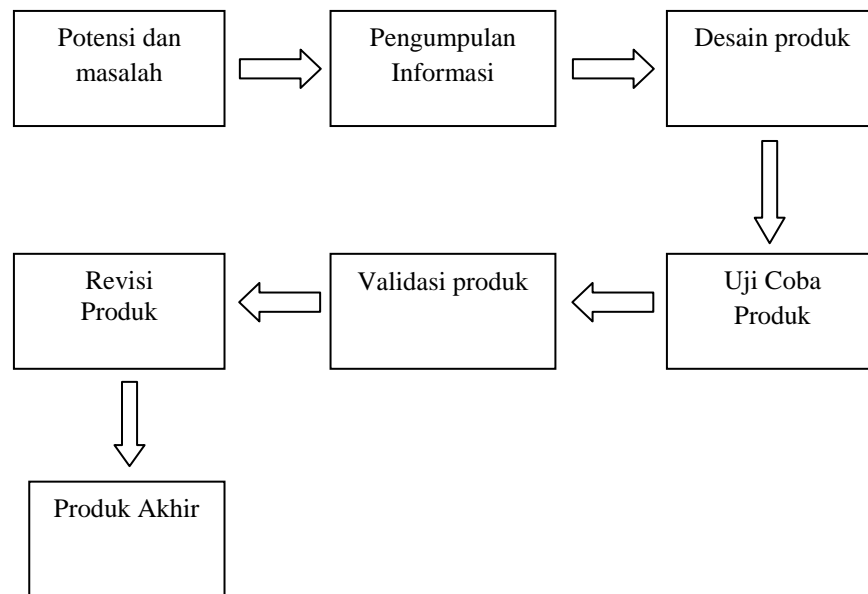 Potensi dan
masalah
Pengumpulan
Informasi
Desain produk
Uji Coba
Produk
Validasi produk
Revisi
Produk
Produk Akhir